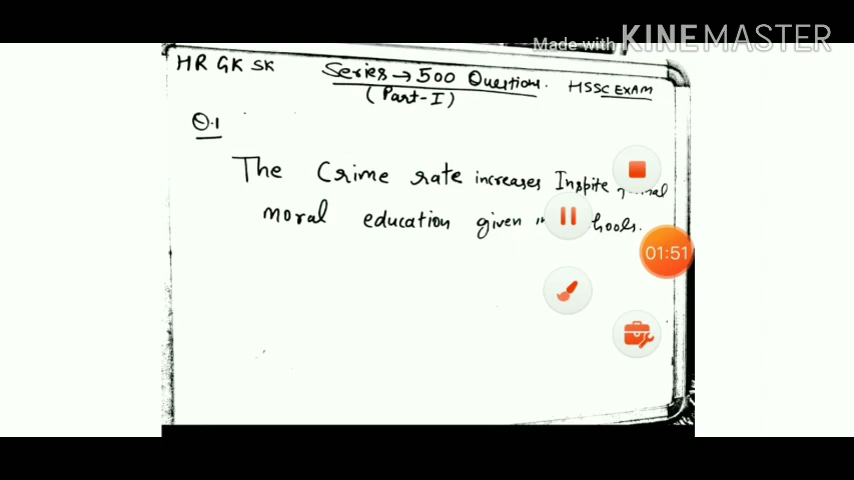 Made with KINEMASTER
HR GK SK Series → 500 Questions. HSSC EXAM
(Part-I)
Q.1
The Crime rate increases Inspite
moral education given
01:51